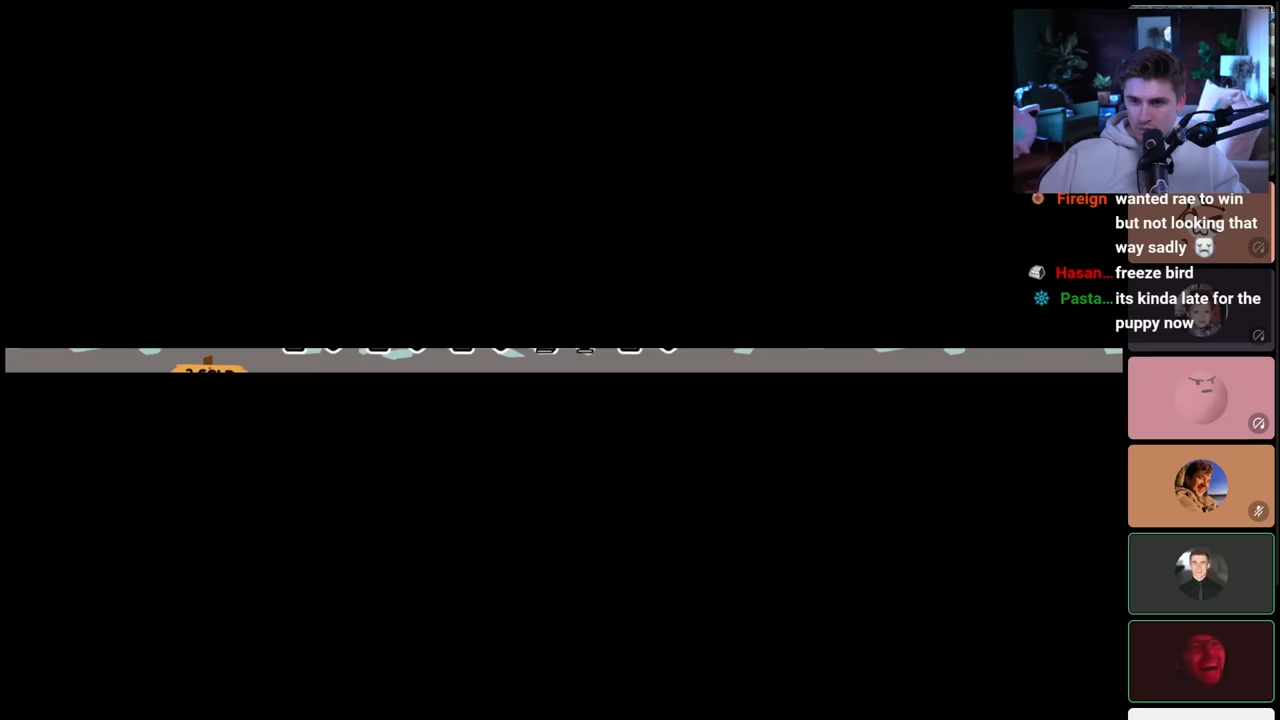 Fireign wanted rae to win
but not looking that
way sadly
Hasan… freeze bird
Pasta… its kinda late for the
puppy now